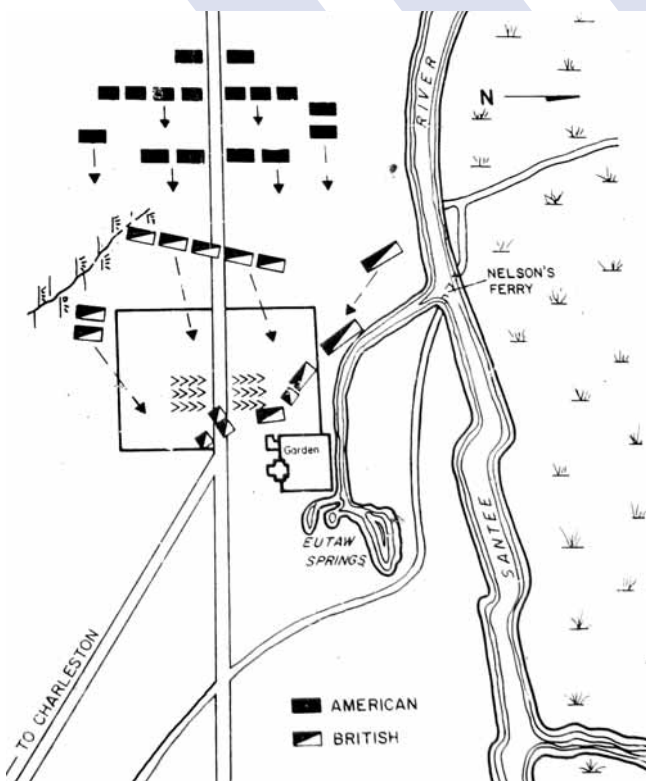 N
RIVER
NELSON'S
FERRY
Garden
EUTAW
SPRINGS
SANTEE
TO CHARLESTON
AMERICAN
BRITISH